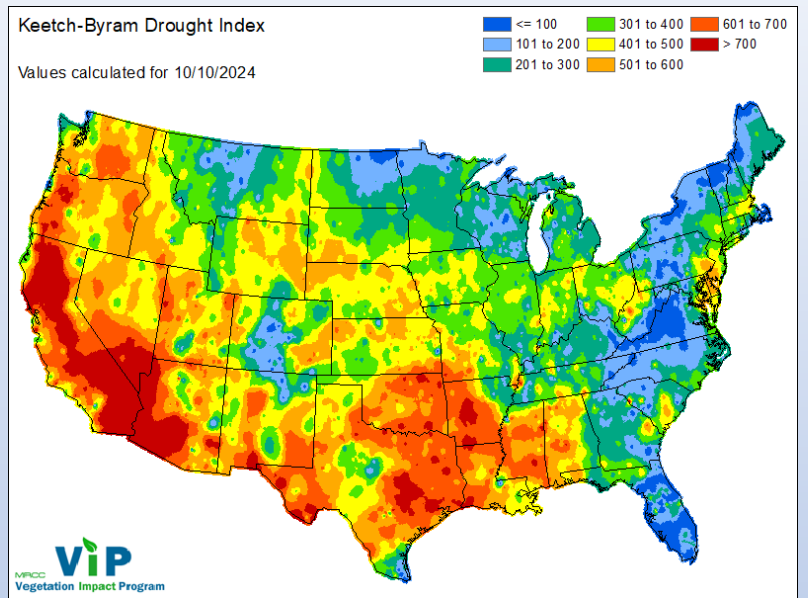 Keetch-Byram Drought Index
Values calculated for 10/10/2024
<= 100
301 to 400
601 to 700
101 to 200
401 to 500
> 700
201 to 300
501 to 600
MRCC
ViP
Vegetation Impact Program